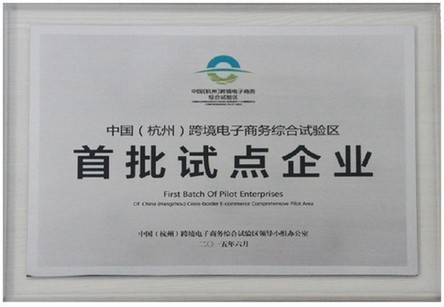 中国(杭州)跨境电子商务
综合试验区
中国（杭州）跨境电子商务综合试验区
首批试点企业
First Batch Of Pilot Enterprises
Of China (Hangzhou) Cross-border E-commerce Comprehensive Pilot Area
中国（杭州）跨境电子商务综合试验区领导小组办公室
二〇一五年六月